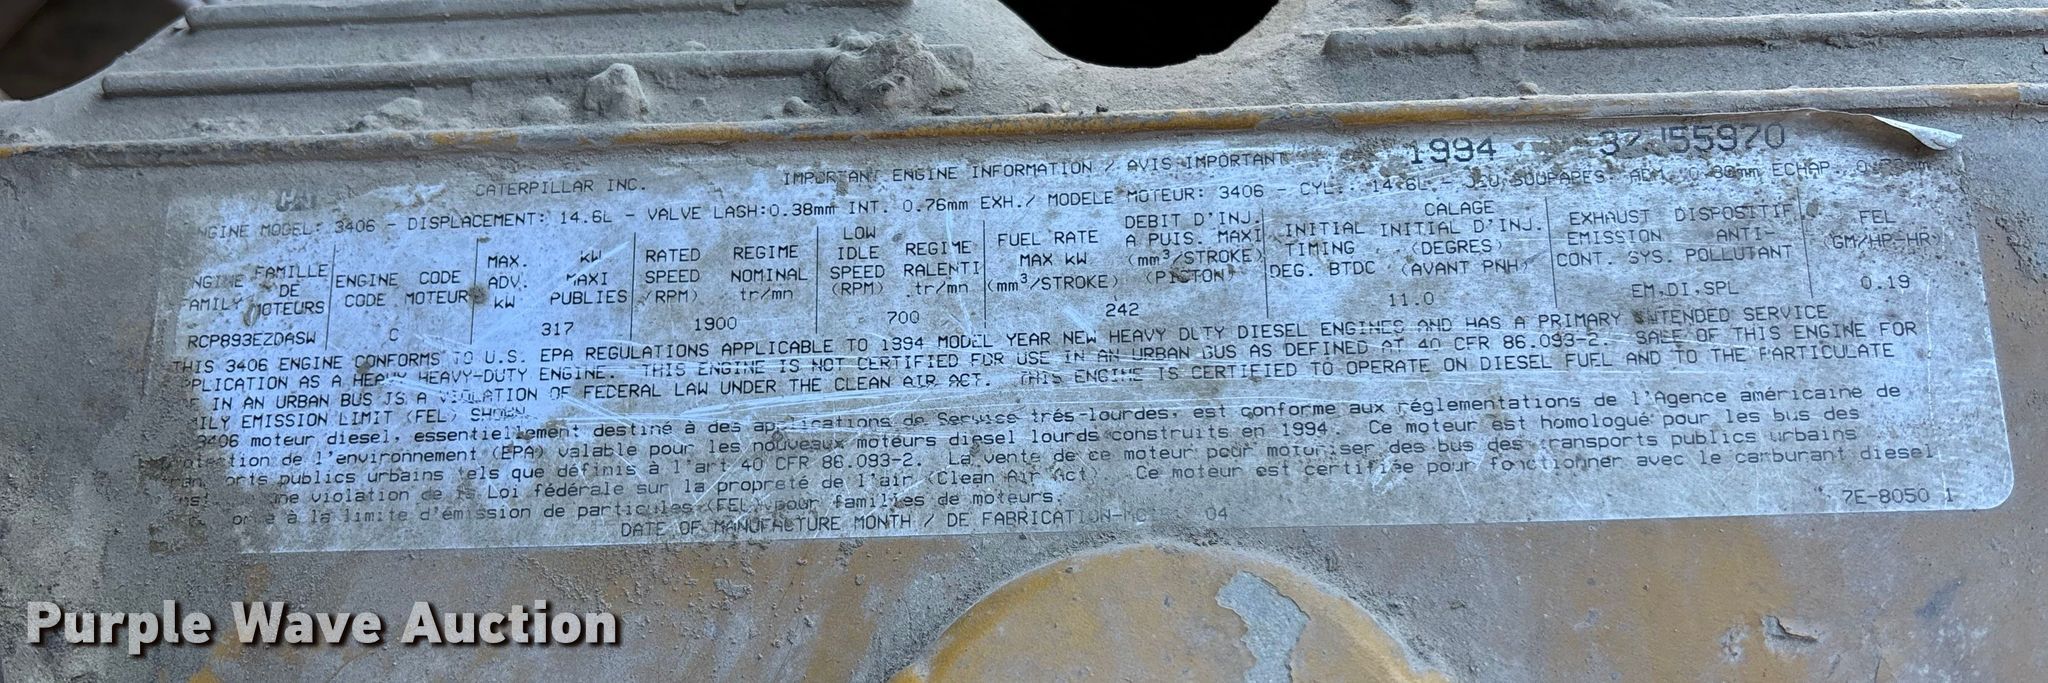 1994
CATERPILLAR INC. IMPORTANT ENGINE INFORMATION / AVIS IMPORTANT
ENGINE MODEL: 3406 - DISPLACEMENT: 14.6L - VALVE LASH:0.38mm INT. 0.76mm EXH./ MODELE MOTEUR: 3406 - CYL.: 14.6L - JEU SOUPAPES: ADM. 0.38mm ECHAP.
ENGINE FAMILLE
DE
FAMILY MOTEURS
RCP893EZDASW
ENGINE CODE
CODE MOTEUR
C
MAX. KW
ADV. MAXI
KW PUBLIES
317
RATED REGIME
SPEED NOMINAL
(RPM) tr/mn
1900
LOW
IDLE REGIME
SPEED RALENTI
(RPM) tr/mn
700
DEBIT D'INJ.
FUEL RATE A PUIS. MAXI
MAX KW (mm³/STROKE)
(mm³/STROKE) (PISTON)
242
CALAGE
INITIAL INITIAL D'INJ.
TIMING (DEGRES)
DEG. BTDC (AVANT PNH)
11.0
EXHAUST DISPOSITIF
EMISSION ANTI-
CONT. SYS. POLLUTANT
EM,DI,SPL
FEL
(GM/HP-HR)
0.19
THIS 3406 ENGINE CONFORMS TO U.S. EPA REGULATIONS APPLICABLE TO 1994 MODEL YEAR NEW HEAVY DUTY DIESEL ENGINES AND HAS A PRIMARY INTENDED SERVICE
APPLICATION AS A HEAVY HEAVY-DUTY ENGINE. THIS ENGINE IS NOT CERTIFIED FOR USE IN AN URBAN BUS AS DEFINED AT 40 CFR 86.093-2. SALE OF THIS ENGINE FOR
IN AN URBAN BUS IS A VIOLATION OF FEDERAL LAW UNDER THE CLEAN AIR ACT. THIS ENGINE IS CERTIFIED TO OPERATE ON DIESEL FUEL AND TO THE PARTICULATE
EMISSION LIMIT (FEL) SHOWN.
3406 moteur diesel, essentiellement destiné à des applications de Service trés-lourdes, est conforme aux réglementations de l'Agence américaine de
de l'environnement (EPA) valable pour les nouveaux moteurs diesel lourds construits en 1994. Ce moteur est homologué pour les bus des
publics urbains tels que définis à l'art 40 CFR 86.093-2. La vente de ce moteur pour motoriser des bus des transports publics urbains
une violation de la Loi fédérale sur la propreté de l'air (Clean Air Act). Ce moteur est certifiée pour fonctionner avec le carburant diesel
à la limite d'émission de particules (FEL) pour familles de moteurs.
DATE OF MANUFACTURE MONTH / DE FABRICATION-MOIS 04
7E-8050 1
Purple Wave Auction